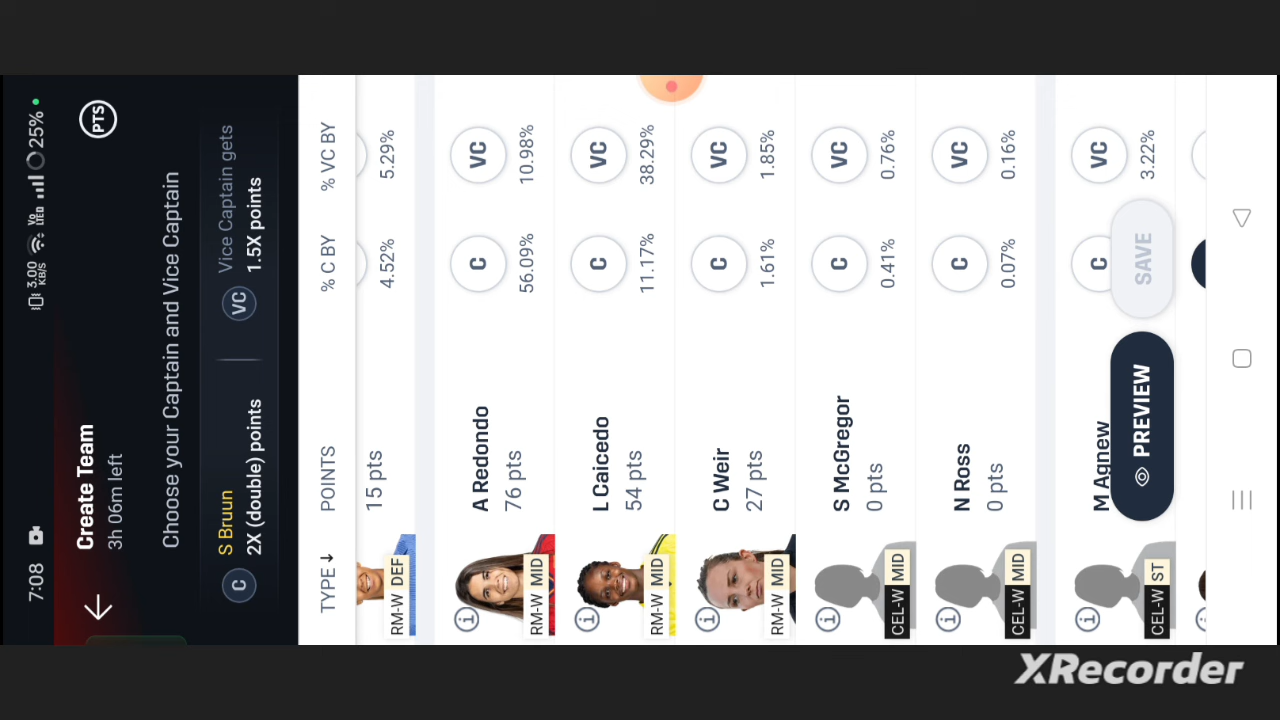 7:08
3.00 KB/S
Vo LTE
25%
Create Team
3h 06m left
PTS
Choose your Captain and Vice Captain
C
S Bruun
2X (double) points
VC
Vice Captain gets
1.5X points
TYPE ↓
POINTS
% C BY
% VC BY
RM-W DEF
15 pts
4.52%
5.29%
A Redondo
76 pts
RM-W MID
C
56.09%
VC
10.98%
L Caicedo
54 pts
RM-W MID
C
11.17%
VC
38.29%
C Weir
27 pts
RM-W MID
C
1.61%
VC
1.85%
S McGregor
0 pts
CEL-W MID
C
0.41%
VC
0.76%
N Ross
0 pts
CEL-W MID
C
0.07%
VC
0.16%
M Agnew
CEL-W ST
C
VC
3.22%
PREVIEW
SAVE
XRecorder